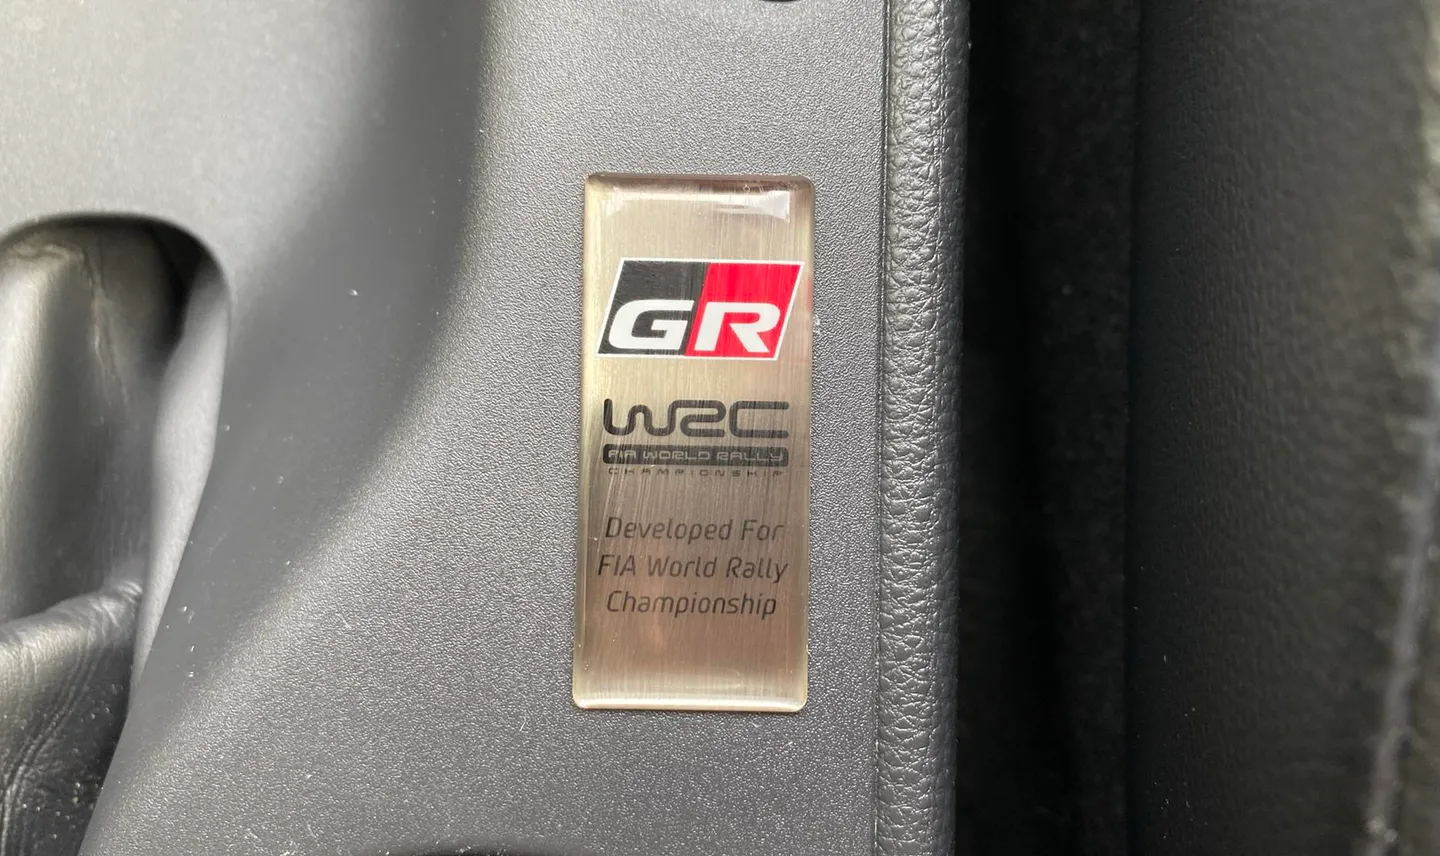 GR
WRC
FIA WORLD RALLY
CHAMPIONSHIP
Developed For
FIA World Rally
Championship